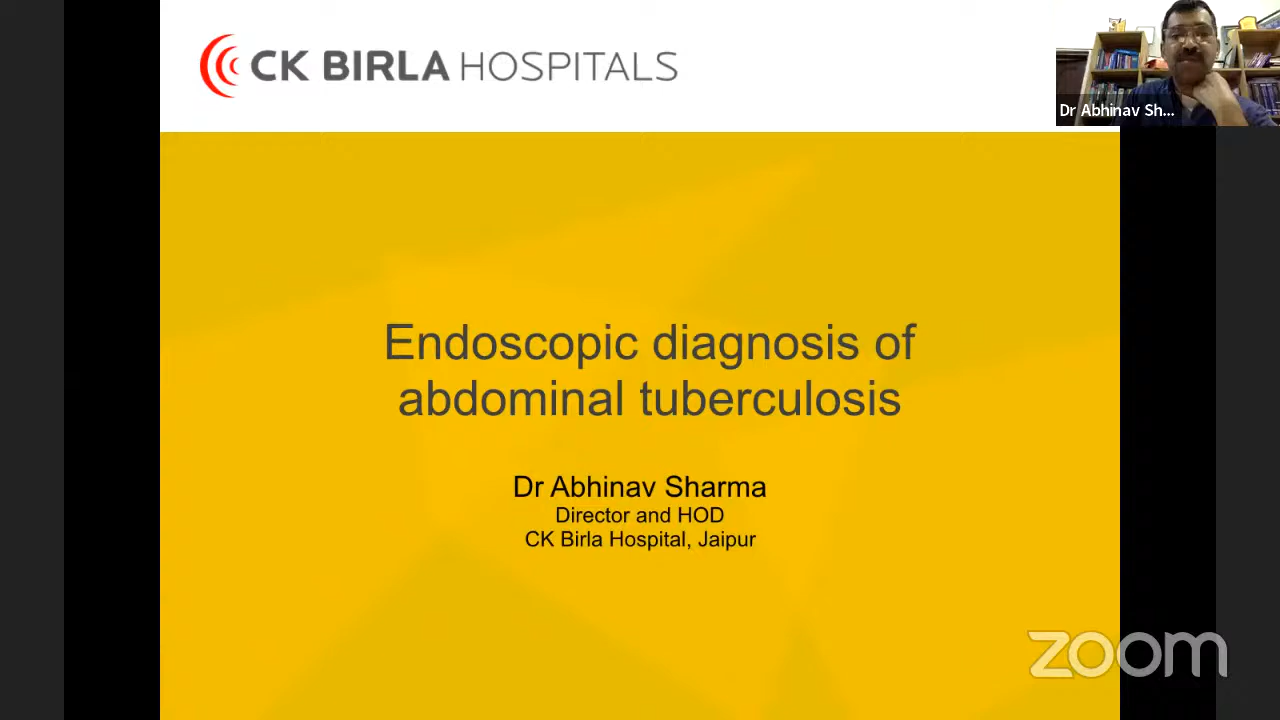 CK BIRLA HOSPITALS
Dr Abhinav Sh...
Endoscopic diagnosis of
abdominal tuberculosis
Dr Abhinav Sharma
Director and HOD
CK Birla Hospital, Jaipur
zoom